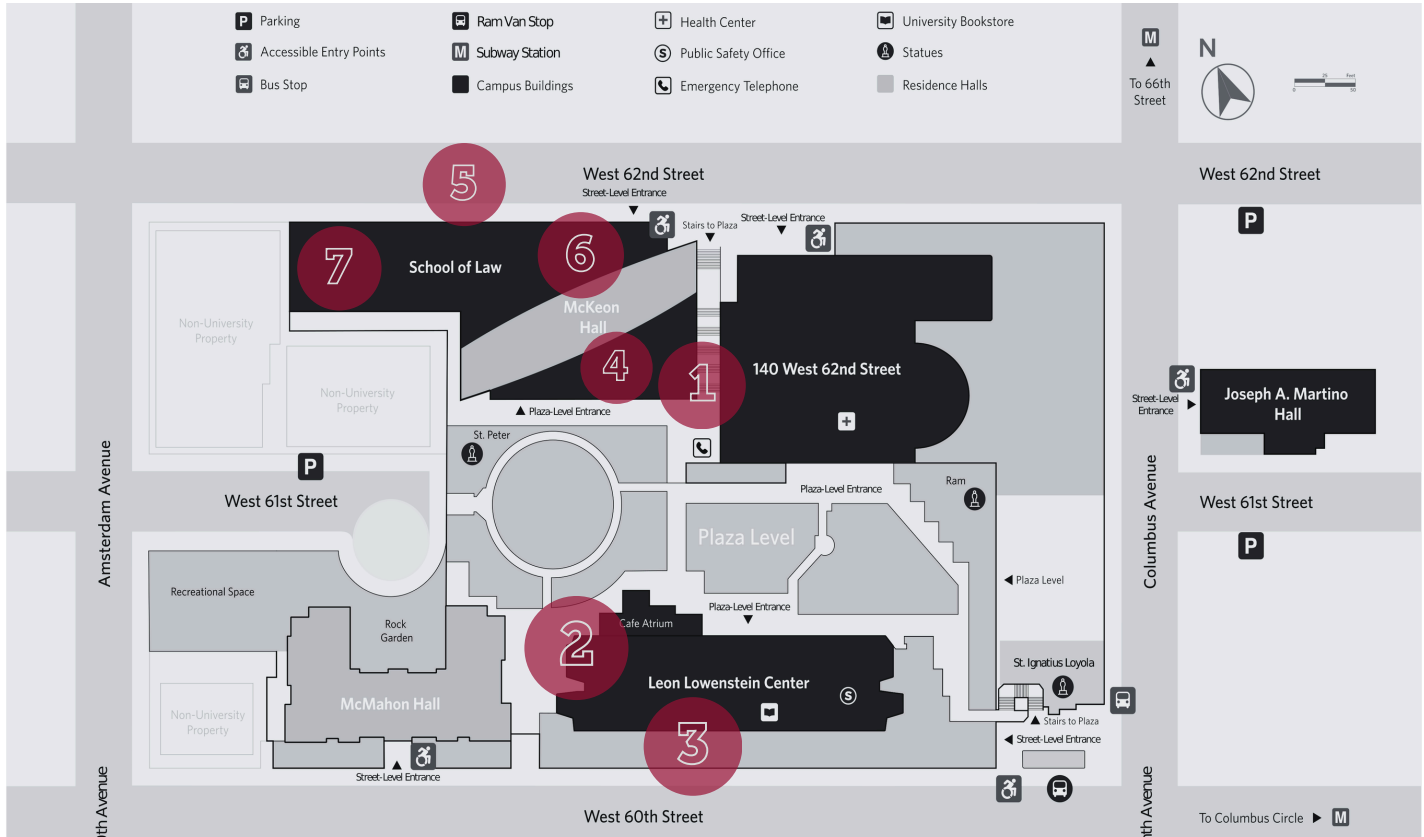 P Parking
Ram Van Stop
Health Center
University Bookstore
Accessible Entry Points
M Subway Station
S Public Safety Office
Statues
Bus Stop
Campus Buildings
Emergency Telephone
Residence Halls
M
To 66th
Street
N
25 Feet
0 50
West 62nd Street
Street-Level Entrance
West 62nd Street
5
Stairs to Plaza
Street-Level Entrance
P
6
7
School of Law
McKeon
Hall
Non-University
Property
4
1
140 West 62nd Street
Non-University
Property
Street-Level
Entrance
Joseph A. Martino
Hall
Plaza-Level Entrance
St. Peter
P
West 61st Street
Plaza-Level Entrance
Ram
West 61st Street
Amsterdam Avenue
Columbus Avenue
Plaza Level
P
Plaza Level
Recreational Space
Rock
Garden
Plaza-Level Entrance
2
Cafe Atrium
St. Ignatius Loyola
Leon Lowenstein Center
S
McMahon Hall
Non-University
Property
3
Stairs to Plaza
Street-Level Entrance
Street-Level Entrance
West 60th Street
To Columbus Circle M